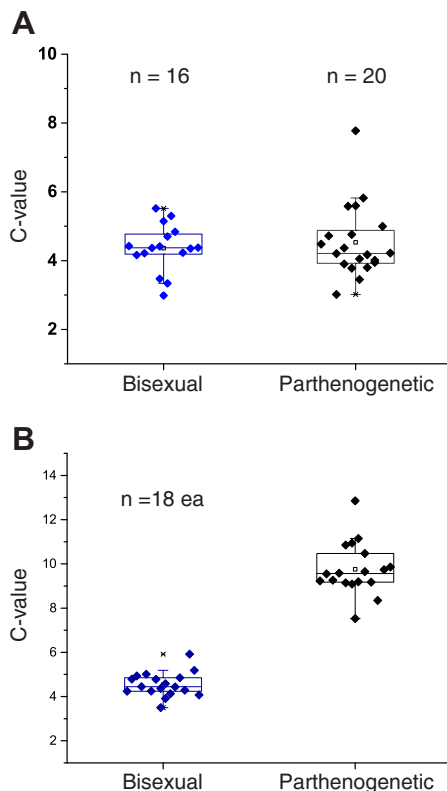 A
10
n = 16
n = 20
8
6
4
2
C-value
Bisexual
Parthenogenetic
B
14
n =18 ea
12
10
8
6
4
2
C-value
Bisexual
Parthenogenetic